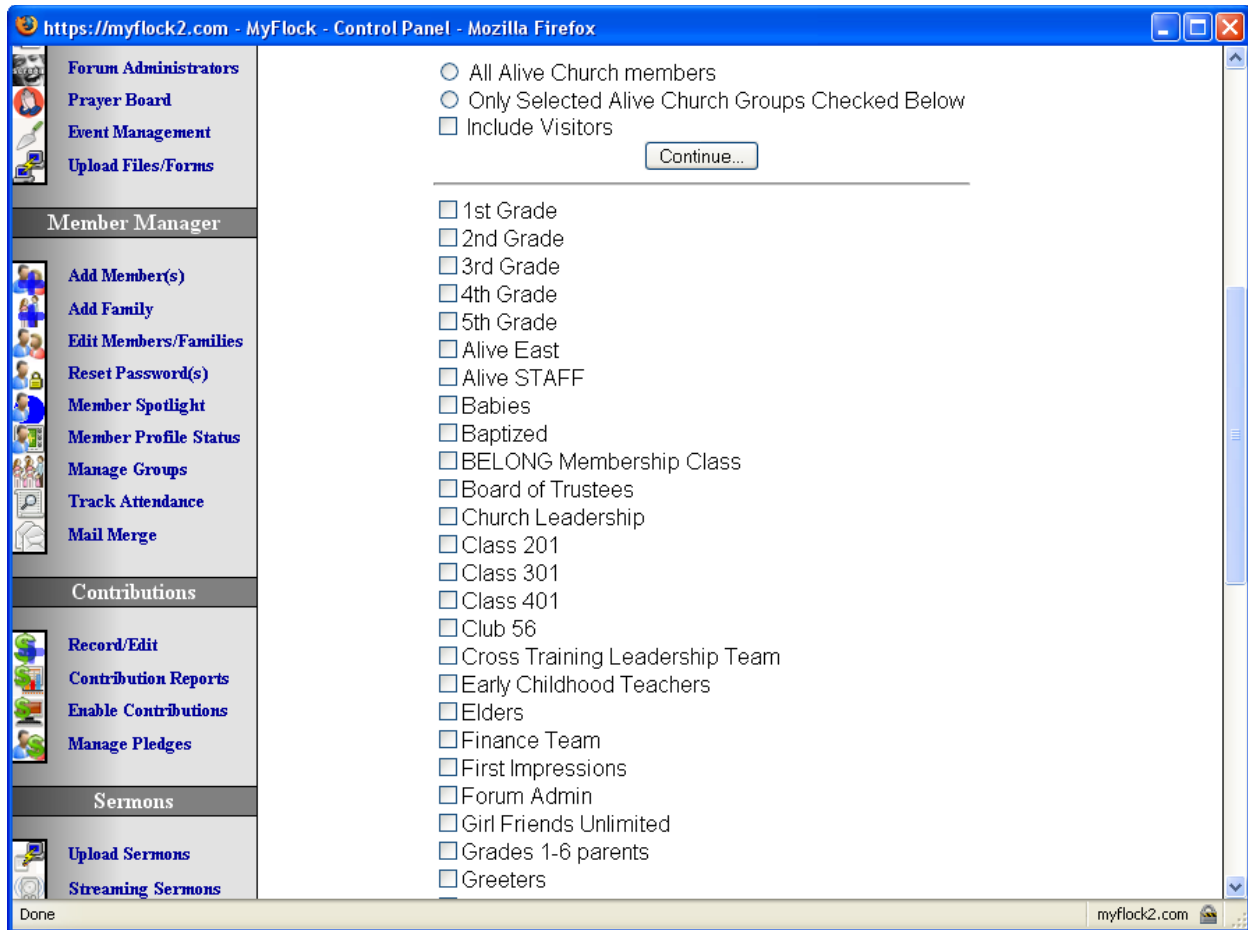 https://myflock2.com - MyFlock - Control Panel - Mozilla Firefox
Forum Administrators
Prayer Board
Event Management
Upload Files/Forms
Member Manager
Add Member(s)
Add Family
Edit Members/Families
Reset Password(s)
Member Spotlight
Member Profile Status
Manage Groups
Track Attendance
Mail Merge
Contributions
Record/Edit
Contribution Reports
Enable Contributions
Manage Pledges
Sermons
Upload Sermons
Streaming Sermons
All Alive Church members
Only Selected Alive Church Groups Checked Below
Include Visitors
Continue...
1st Grade
2nd Grade
3rd Grade
4th Grade
5th Grade
Alive East
Alive STAFF
Babies
Baptized
BELONG Membership Class
Board of Trustees
Church Leadership
Class 201
Class 301
Class 401
Club 56
Cross Training Leadership Team
Early Childhood Teachers
Elders
Finance Team
First Impressions
Forum Admin
Girl Friends Unlimited
Grades 1-6 parents
Greeters
Done
myflock2.com